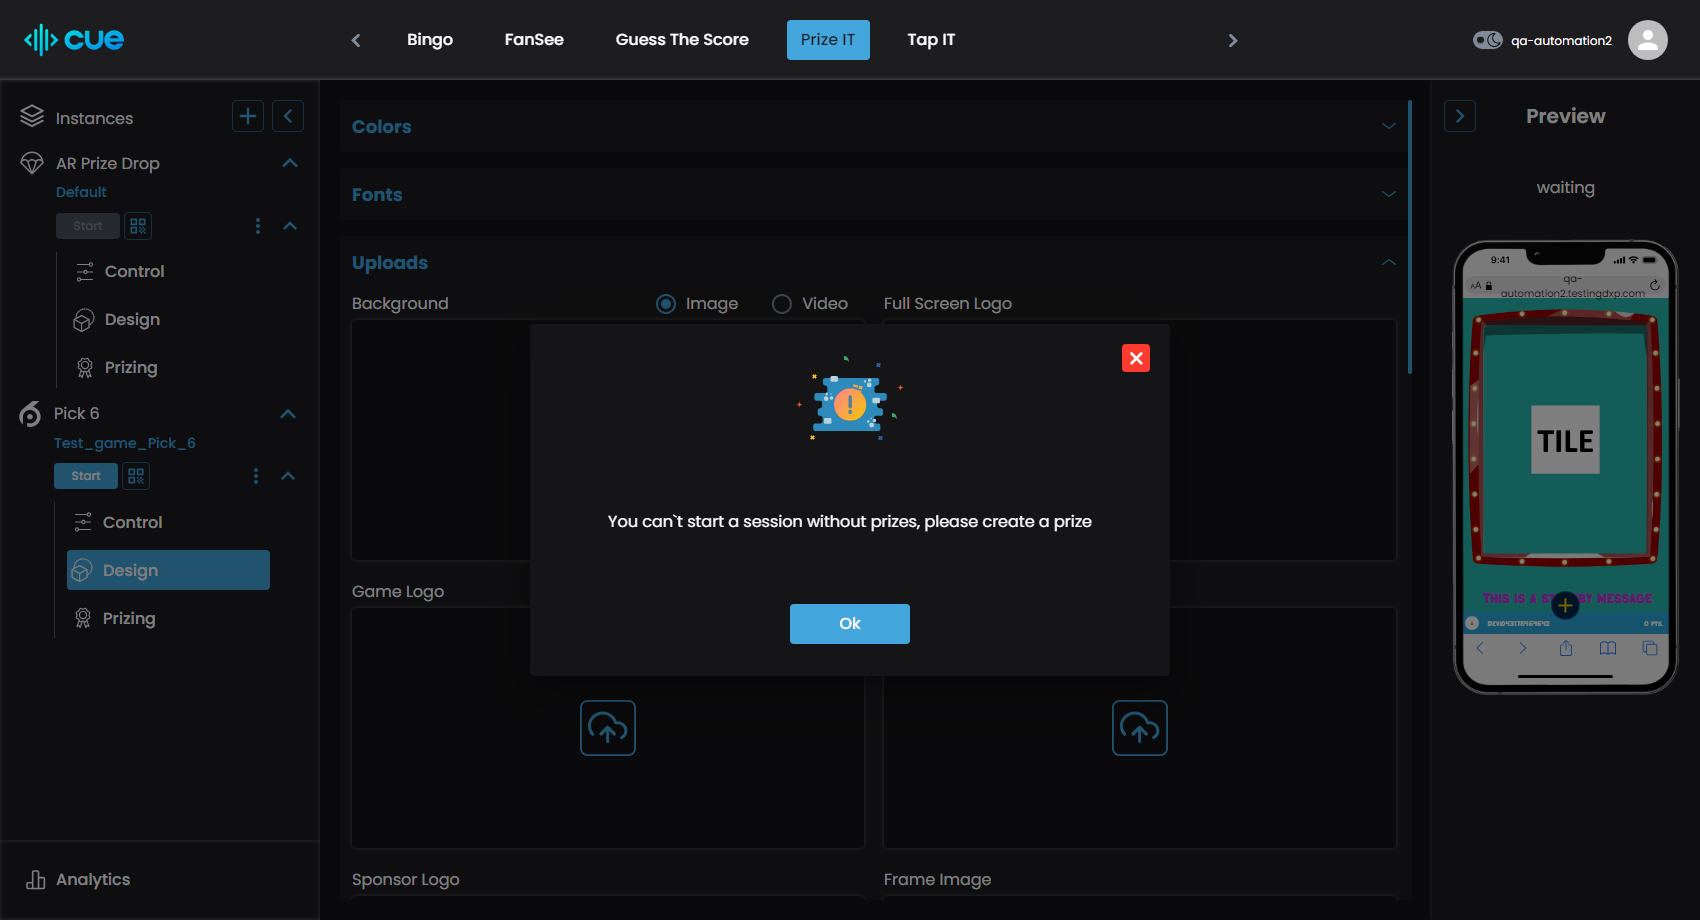 cue
Bingo
FanSee
Guess The Score
Prize IT
Tap IT
qa-automation2
Instances
AR Prize Drop
Default
Start
Control
Design
Prizing
Pick 6
Test_game_Pick_6
Start
Control
Design
Prizing
Analytics
Colors
Fonts
Uploads
Background
Image
Video
Full Screen Logo
You can`t start a session without prizes, please create a prize
Ok
Game Logo
Sponsor Logo
Frame Image
Preview
waiting
9:41
AA
qa-
automation2.testingdxp.com
TILE
THIS IS A ST BY MESSAGE
0 PTS.